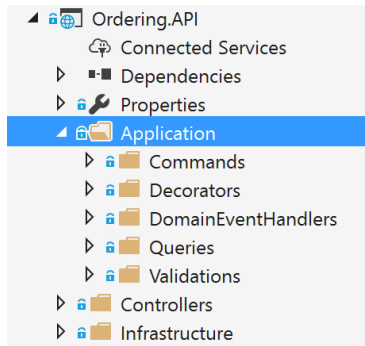 Ordering.API
Connected Services
Dependencies
Properties
Application
Commands
Decorators
DomainEventHandlers
Queries
Validations
Controllers
Infrastructure